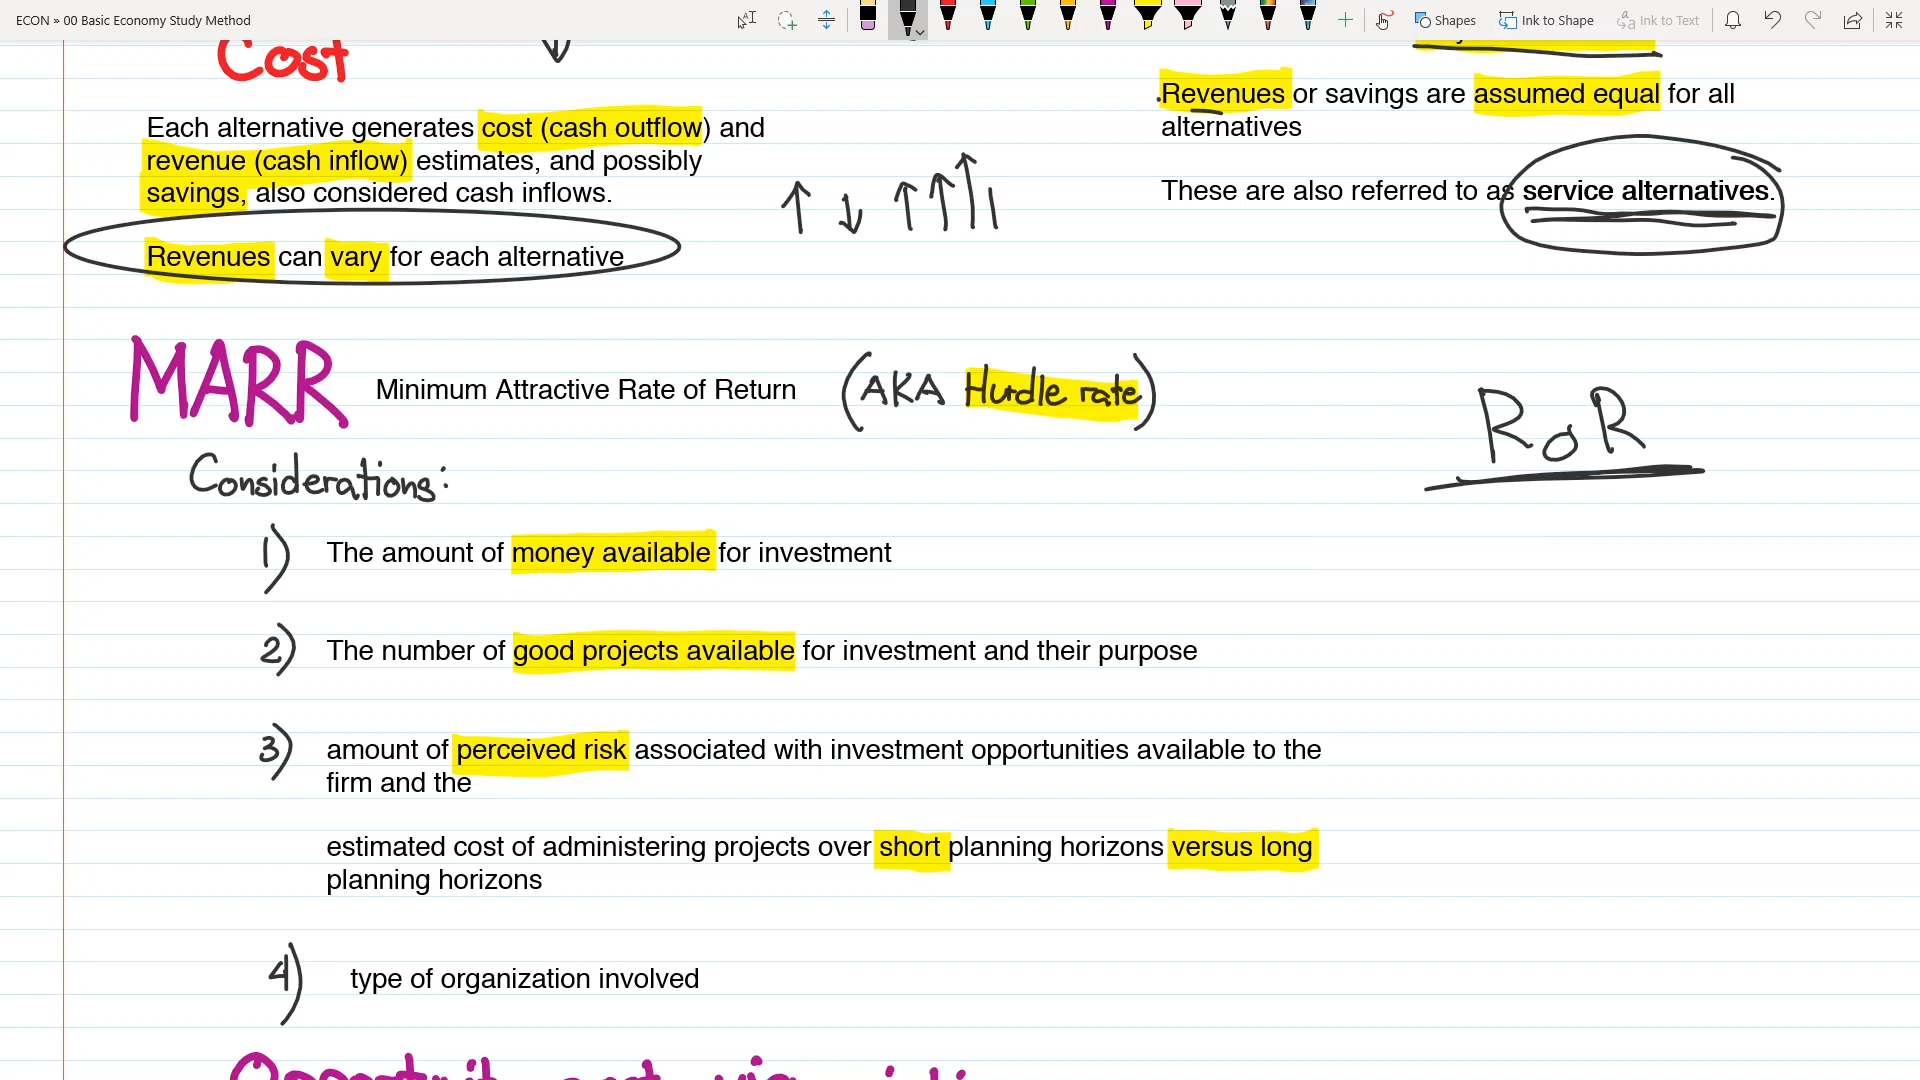 ECON » 00 Basic Economy Study Method
Shapes
Ink to Shape
Ink to Text
Cost
Each alternative generates cost (cash outflow) and
revenue (cash inflow) estimates, and possibly
savings, also considered cash inflows.
Revenues can vary for each alternative
Revenues or savings are assumed equal for all
alternatives
These are also referred to as service alternatives.
MARR Minimum Attractive Rate of Return (AKA Hurdle rate)
RoR
Considerations:
1) The amount of money available for investment
2) The number of good projects available for investment and their purpose
3) amount of perceived risk associated with investment opportunities available to the
firm and the
estimated cost of administering projects over short planning horizons versus long
planning horizons
4) type of organization involved